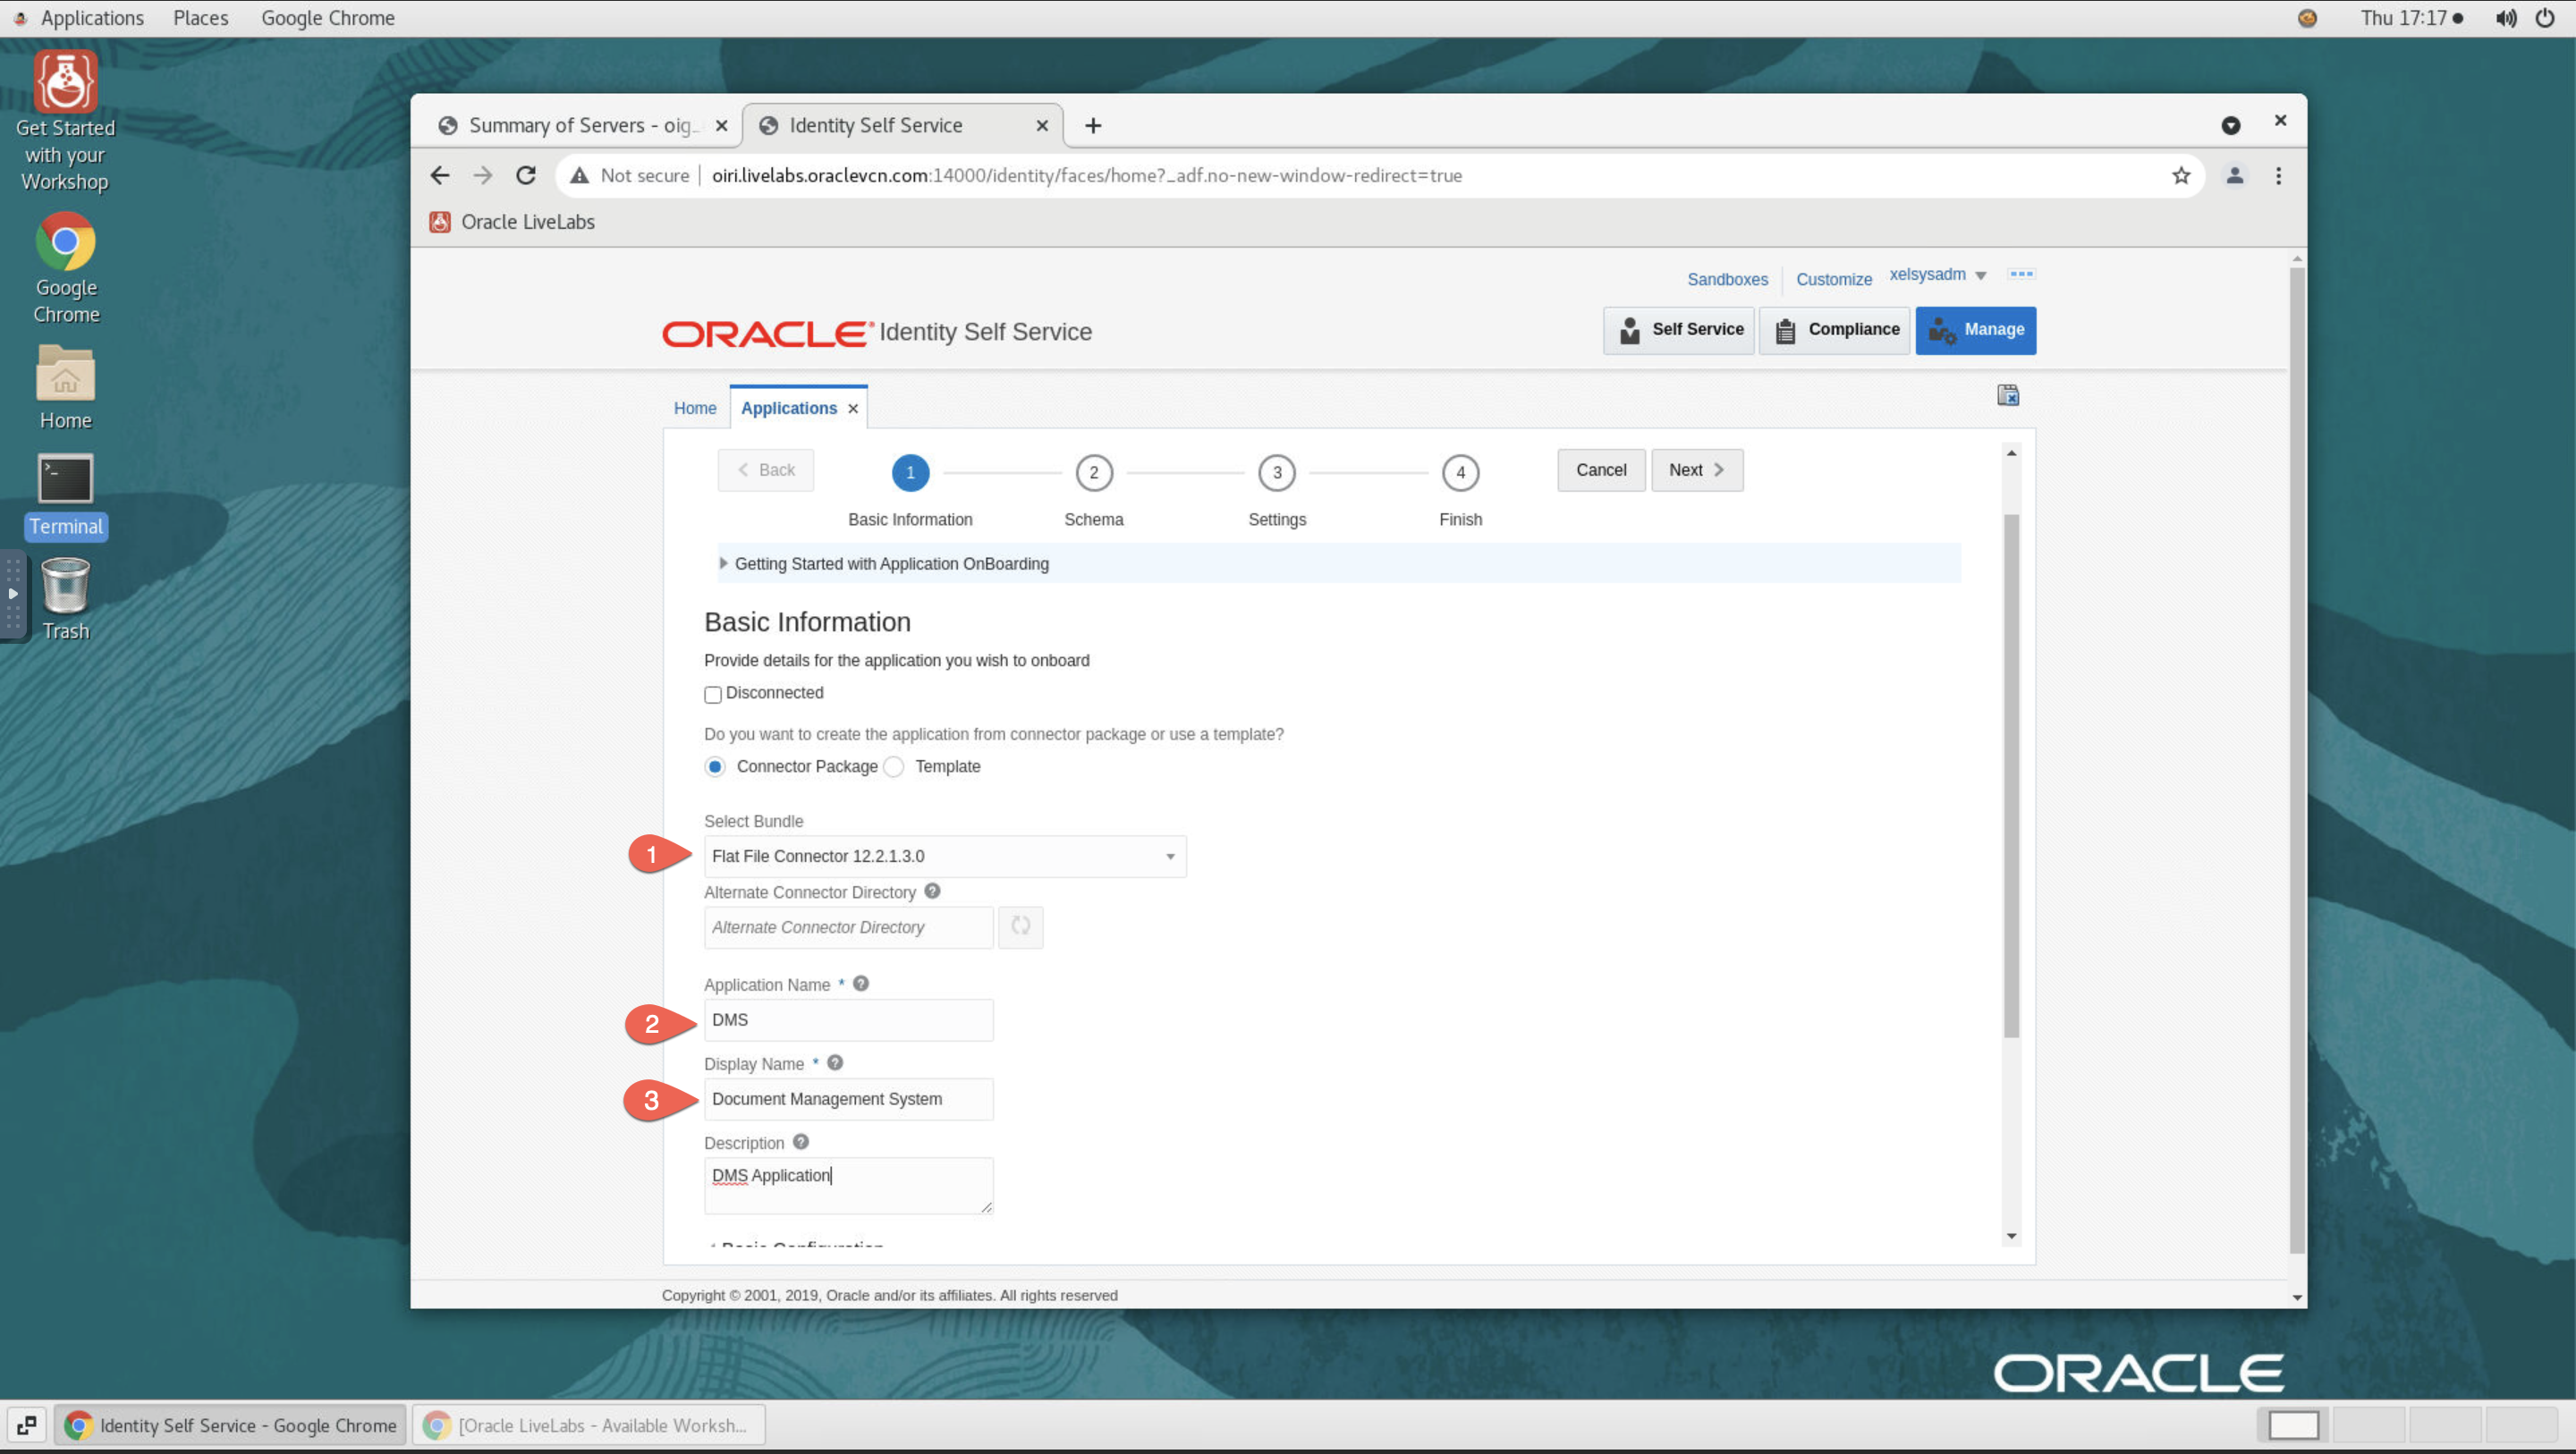 Applications Places Google Chrome Thu 17:17
Get Started
with your
Workshop
Google
Chrome
Home
Terminal
Trash
Summary of Servers - oig_
Identity Self Service
Not secure oiri.livelabs.oraclevcn.com:14000/identity/faces/home?_adf.no-new-window-redirect=true
Oracle LiveLabs
Sandboxes Customize xelsysadm
ORACLE® Identity Self Service
Self Service Compliance Manage
Home Applications
Back 1 2 3 4 Cancel Next
Basic Information Schema Settings Finish
Getting Started with Application OnBoarding
Basic Information
Provide details for the application you wish to onboard
Disconnected
Do you want to create the application from connector package or use a template?
Connector Package Template
Select Bundle
1 Flat File Connector 12.2.1.3.0
Alternate Connector Directory ?
Alternate Connector Directory
Application Name * ?
2 DMS
Display Name * ?
3 Document Management System
Description ?
DMS Application
Basic Configuration
Copyright © 2001, 2019, Oracle and/or its affiliates. All rights reserved
ORACLE
Identity Self Service - Google Chrome [Oracle LiveLabs - Available Worksh...